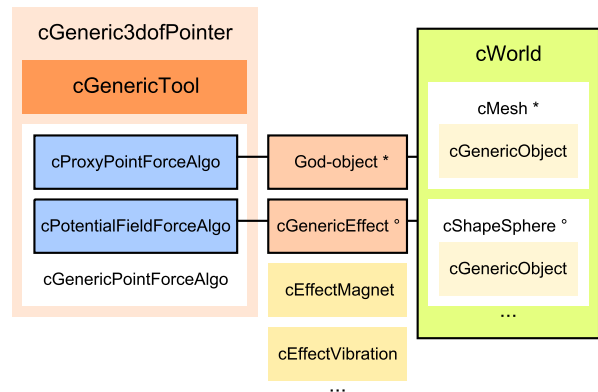 cGeneric3dofPointer
cGenericTool
cProxyPointForceAlgo
cPotentialFieldForceAlgo
cGenericPointForceAlgo
God-object *
cGenericEffect °
cEffectMagnet
cEffectVibration
...
cWorld
cMesh *
cGenericObject
cShapeSphere °
cGenericObject
...